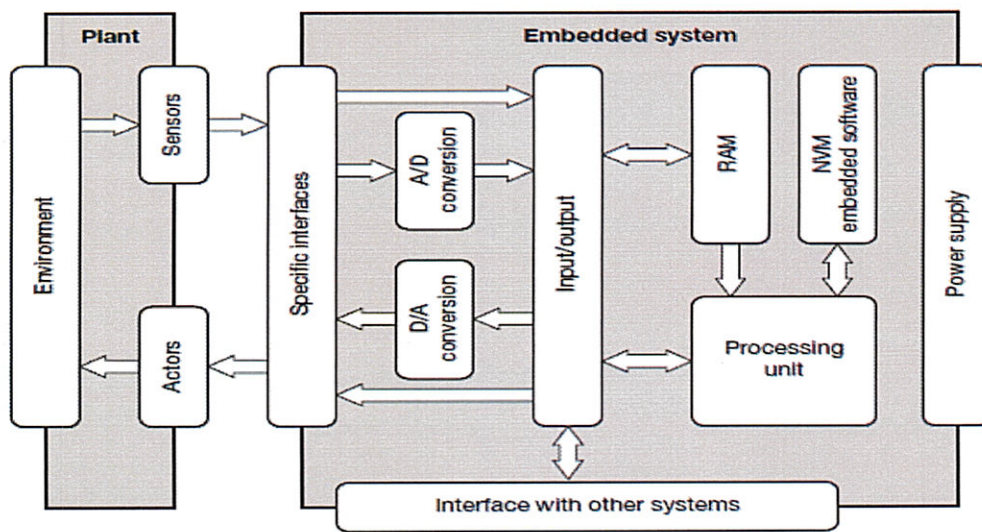 Plant
Embedded system
Environment
Sensors
Actors
Specific interfaces
A/D
conversion
D/A
conversion
Input/output
RAM
NVM
embedded software
Processing
unit
Power supply
Interface with other systems